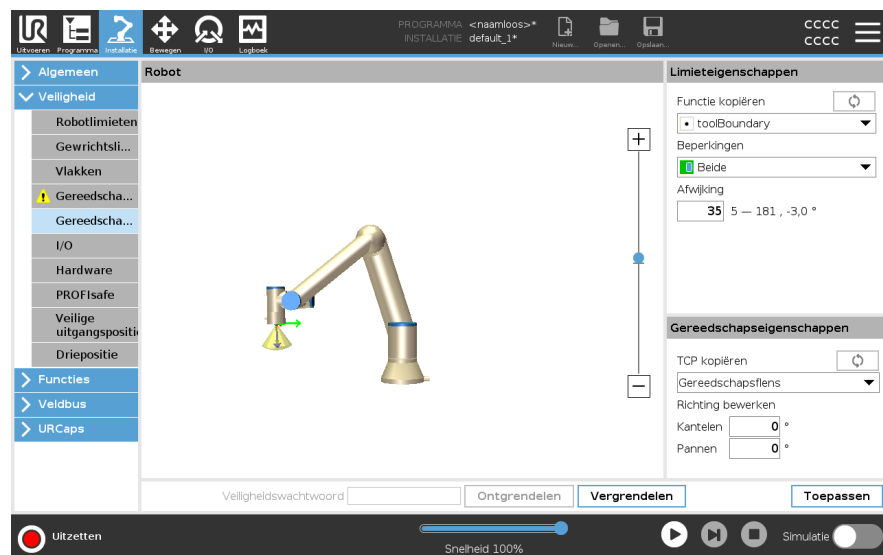 PROGRAMMA <naamloos>*
INSTALLATIE default_1*
CCCC
CCCC
Uitvoeren Programma Installatie Bewegen I/O Logboek Nieuw... Openen... Opslaan...
Algemeen
Veiligheid
Robotlimieten
Gewrichtsli...
Vlakken
Gereedscha...
Gereedscha...
I/O
Hardware
PROFIsafe
Veilige
uitgangspositi
Driepositie
Functies
Veldbus
URCaps
Robot
Limieteigenschappen
Functie kopiëren
toolBoundary
Beperkingen
Beide
Afwijking
35 5 — 181 , -3,0 °
Gereedschapseigenschappen
TCP kopiëren
Gereedschapsflens
Richting bewerken
Kantelen 0 °
Pannen 0 °
Veiligheidswachtwoord Ontgrendelen Vergrendelen Toepassen
Uitzetten
Snelheid 100%
Simulatie